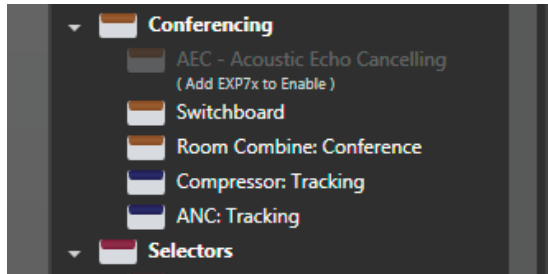 Conferencing
AEC - Acoustic Echo Cancelling
( Add EXP7x to Enable )
Switchboard
Room Combine: Conference
Compressor: Tracking
ANC: Tracking
Selectors